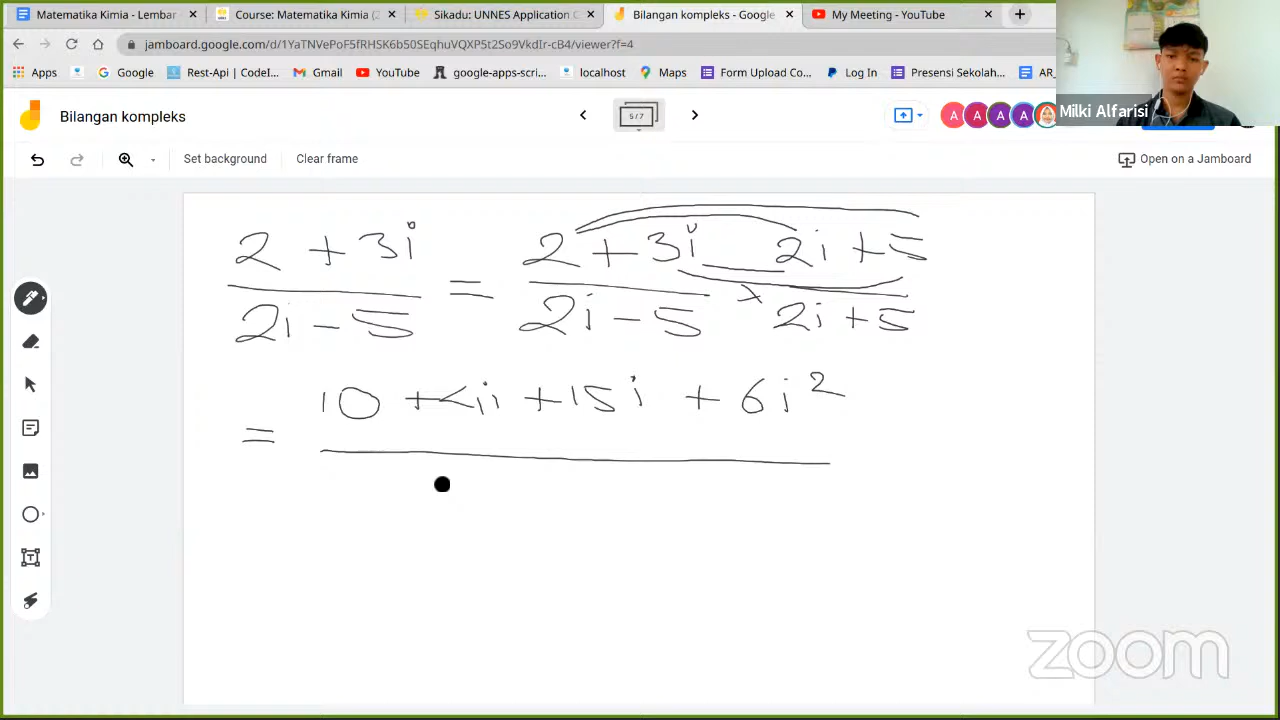 Matematika Kimia - Lembar
Course: Matematika Kimia (2
Sikadu: UNNES Application C
Bilangan kompleks - Google
My Meeting - YouTube
jamboard.google.com/d/1YaTNVePoF5fRHSK6b50SEqhuVQXP5t2So9VkdIr-cB4/viewer?f=4
Apps
Google
Rest-Api | CodeI...
Gmail
YouTube
google-apps-scri...
localhost
Maps
Form Upload Co...
Log In
Presensi Sekolah...
AR_
Milki Alfarisi
Bilangan kompleks
5/7
A A A A
Set background
Clear frame
Open on a Jamboard
2 + 3i = 2 + 3i 2i + 5
2i - 5 2i - 5 x 2i + 5
= 10 + 4i + 15i + 6i²
zoom